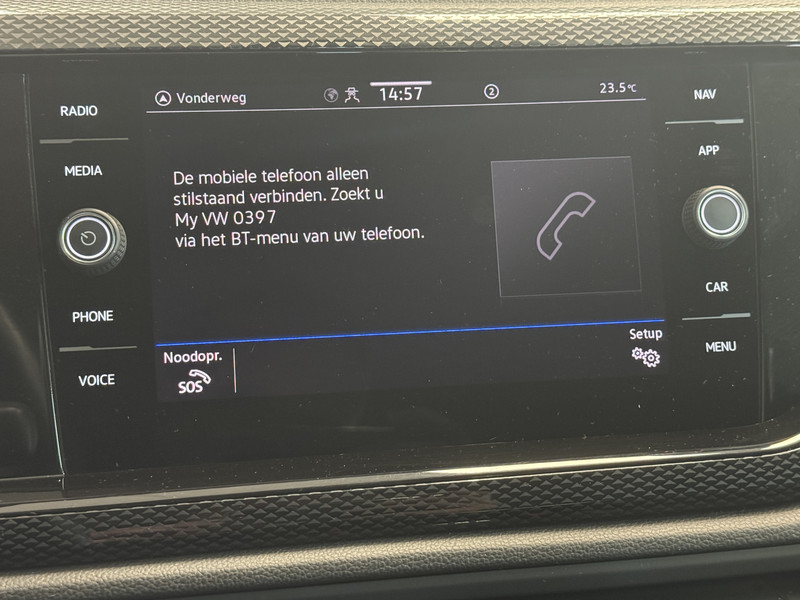 RADIO
MEDIA
PHONE
VOICE
Vonderweg
14:57
2
23.5°C
De mobiele telefoon alleen
stilstaand verbinden. Zoekt u
My VW 0397
via het BT-menu van uw telefoon.
Noodopr.
SOS
Setup
NAV
APP
CAR
MENU